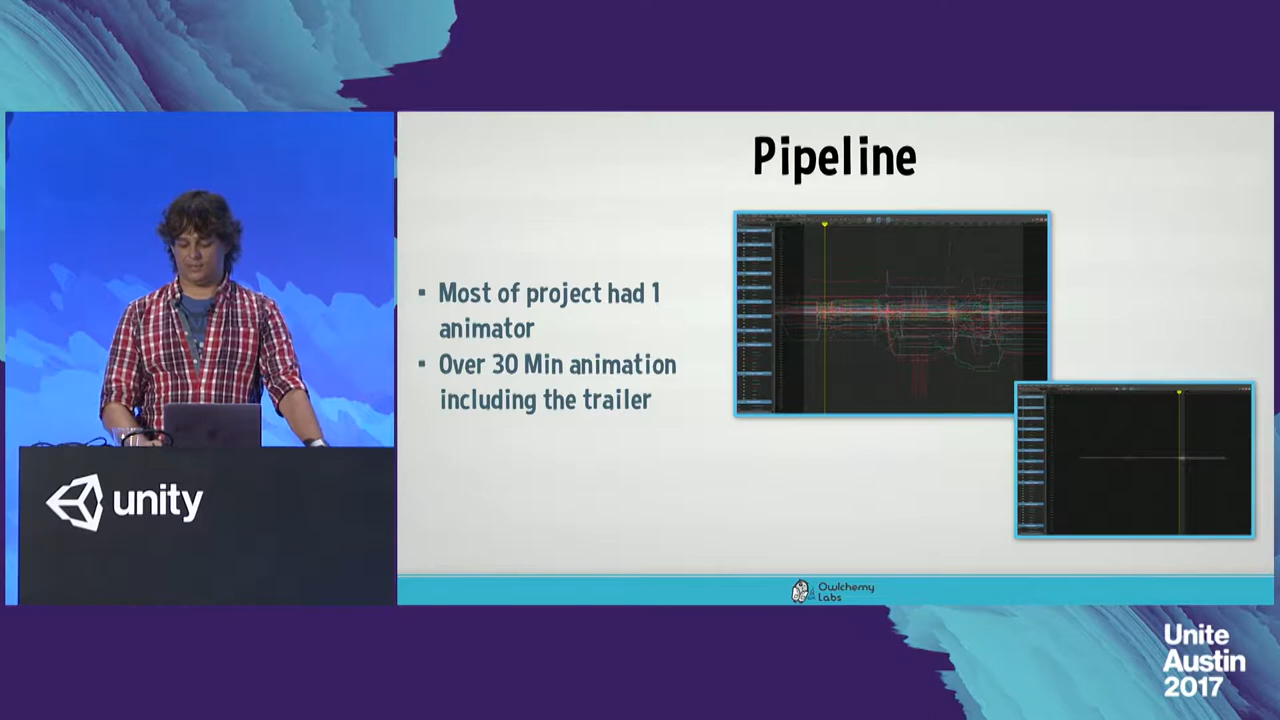 Pipeline
▪ Most of project had 1
animator
▪ Over 30 Min animation
including the trailer
unity
Owlchemy
Labs
Unite
Austin
2017